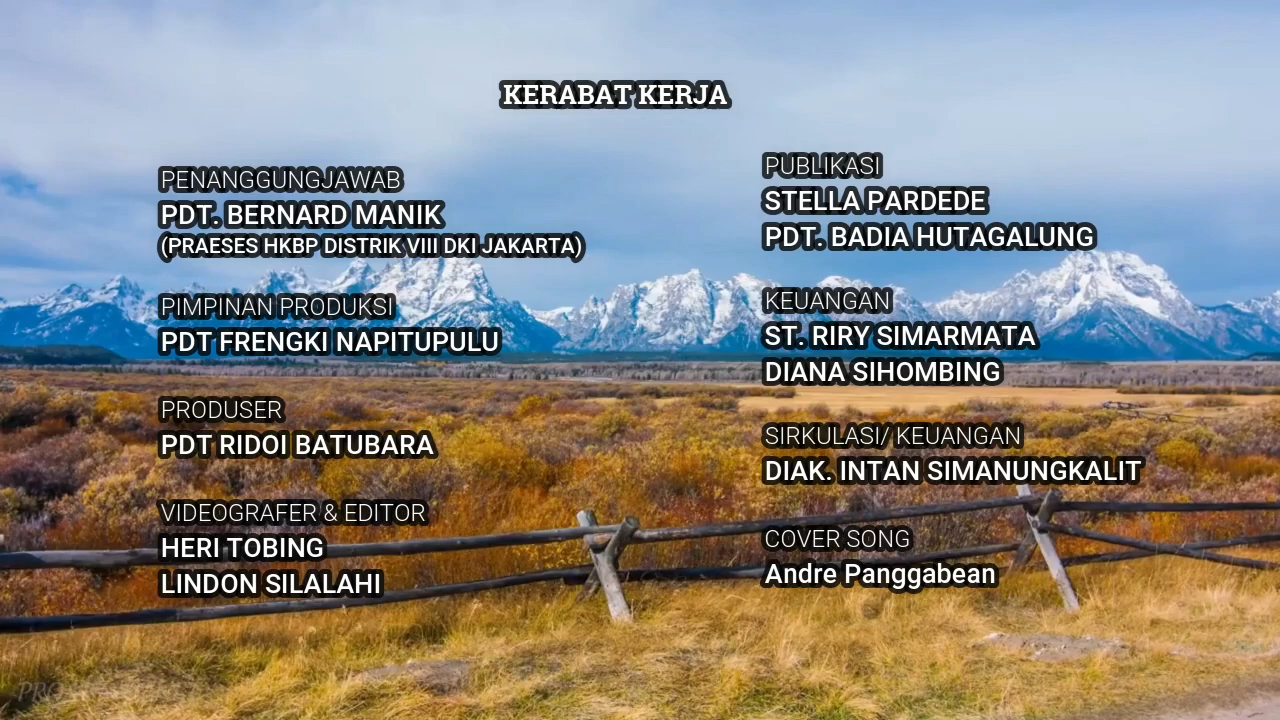 KERABAT KERJA
PENANGGUNGJAWAB
PDT. BERNARD MANIK
(PRAESES HKBP DISTRIK VIII DKI JAKARTA)
PIMPINAN PRODUKSI
PDT FRENGKI NAPITUPULU
PRODUSER
PDT RIDOI BATUBARA
VIDEOGRAFER & EDITOR
HERI TOBING
LINDON SILALAHI
PUBLIKASI
STELLA PARDEDE
PDT. BADIA HUTAGALUNG
KEUANGAN
ST. RIRY SIMARMATA
DIANA SIHOMBING
SIRKULASI/ KEUANGAN
DIAK. INTAN SIMANUNGKALIT
COVER SONG
Andre Panggabean